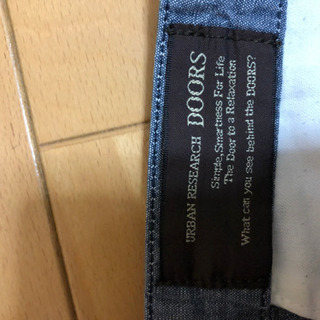 URBAN RESEARCH DOORS
Simple,Smartness For Life
The Door to a Relaxation
What can you see behind the DOORS?